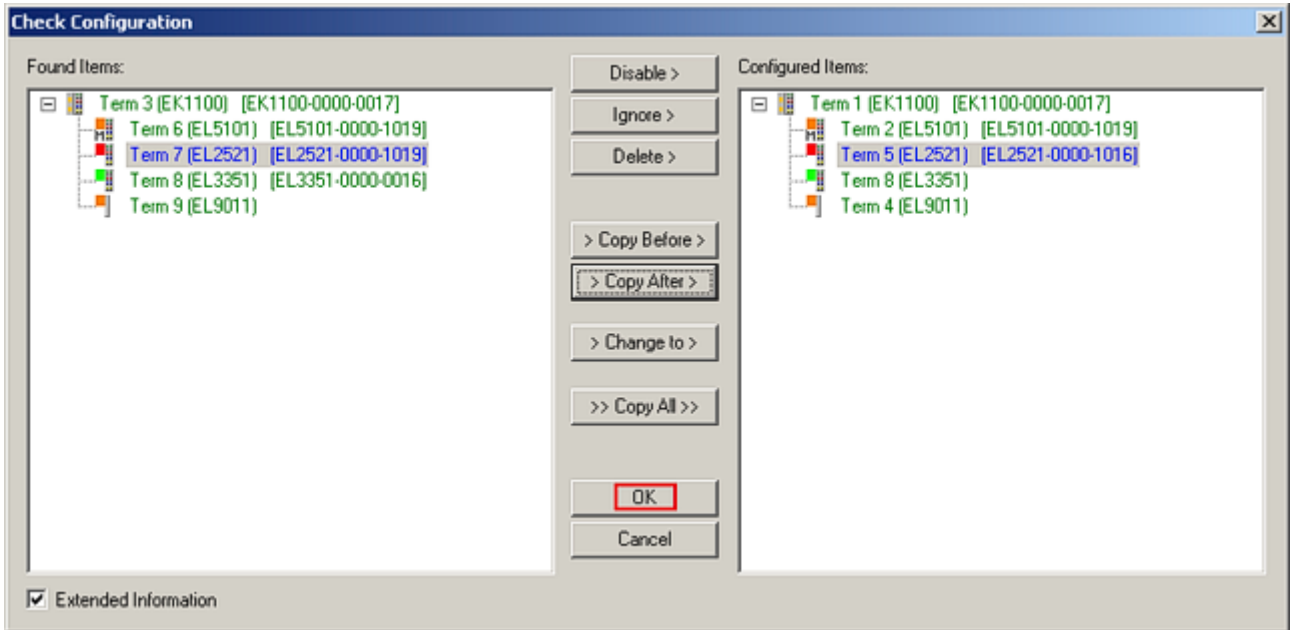 Check Configuration
Found Items:
Term 3 (EK1100) [EK1100-0000-0017]
Term 6 (EL5101) [EL5101-0000-1019]
Term 7 (EL2521) [EL2521-0000-1019]
Term 8 (EL3351) [EL3351-0000-0016]
Term 9 (EL9011)
Disable >
Ignore >
Delete >
> Copy Before >
> Copy After >
> Change to >
>> Copy All >>
OK
Cancel
Configured Items:
Term 1 (EK1100) [EK1100-0000-0017]
Term 2 (EL5101) [EL5101-0000-1019]
Term 5 (EL2521) [EL2521-0000-1016]
Term 8 (EL3351)
Term 4 (EL9011)
Extended Information